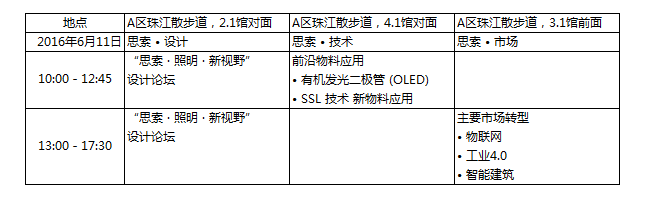 地点 A区珠江散步道，2.1馆对面 A区珠江散步道，4.1馆对面 A区珠江散步道，3.1馆前面
2016年6月11日 思索 • 设计 思索 • 技术 思索 • 市场
10:00 - 12:45
“思索 · 照明 · 新视野”
设计论坛
前沿物料应用
• 有机发光二极管 (OLED)
• SSL 技术 新物料应用
13:00 - 17:30
“思索 · 照明 · 新视野”
设计论坛
主要市场转型
• 物联网
• 工业4.0
• 智能建筑